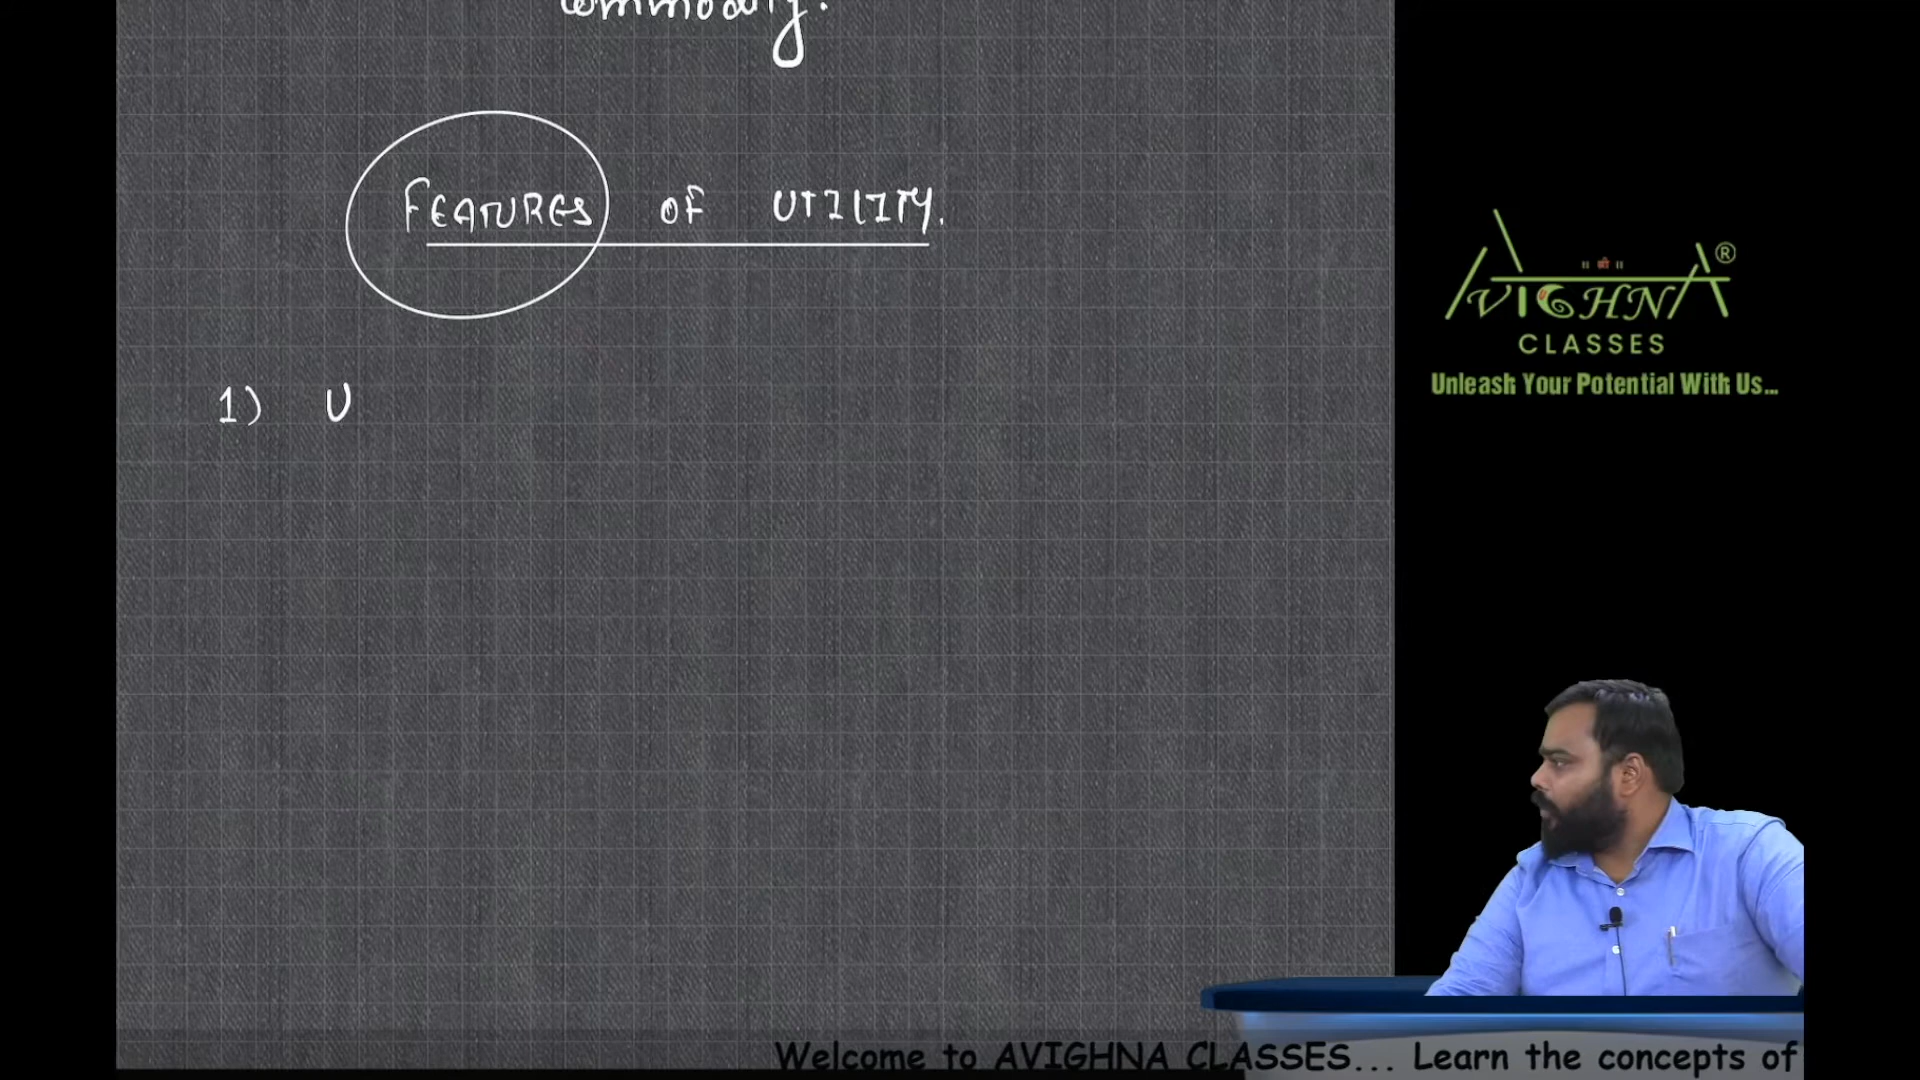 commodity.
FEATURES OF UTILITY.
1) U
॥ श्री ॥
AVIGHNA ®
CLASSES
Unleash Your Potential With Us...
Welcome to AVIGHNA CLASSES... Learn the concepts of